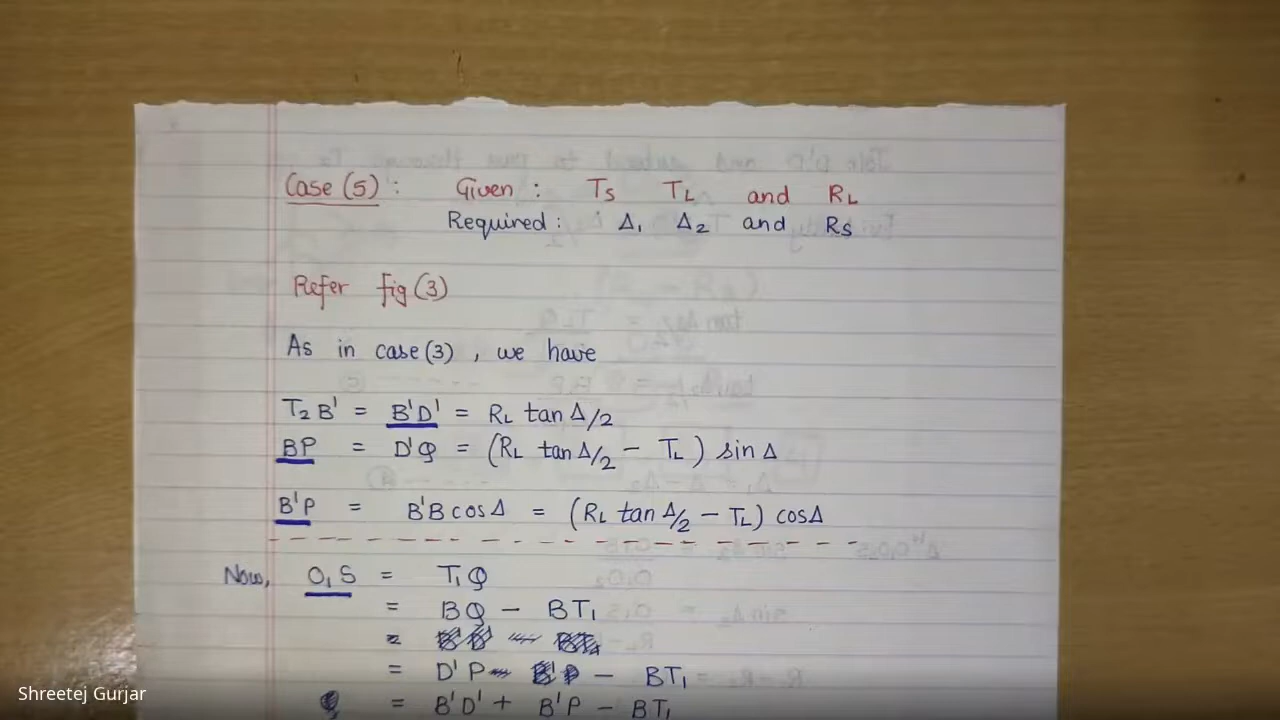 Case (5) : Given : Ts TL and RL
Required : Δ₁ Δ₂ and Rs
Refer fig (3)
As in case (3) , we have
T₂ B' = B'D' = RL tan Δ/2
BP = D'Q = (RL tan Δ/2 - TL) sin Δ
B'P = B'B cos Δ = (RL tan Δ/2 - TL) cos Δ
Now, O₁S = T₁Q
= BQ - BT₁
=
= D'P - BT₁
= B'D' + B'P - BT₁
Shreetej Gurjar